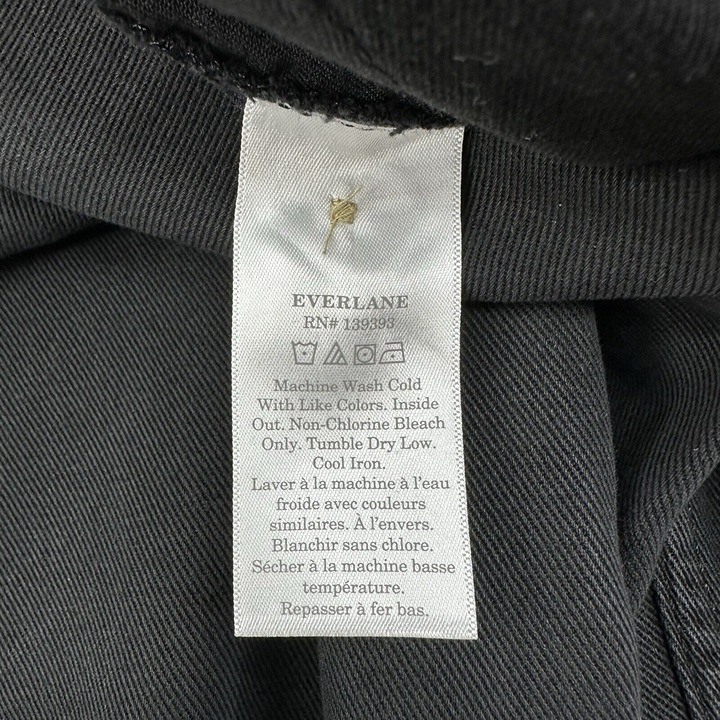 EVERLANE
RN# 139393
Machine Wash Cold
With Like Colors. Inside
Out. Non-Chlorine Bleach
Only. Tumble Dry Low.
Cool Iron.
Laver à la machine à l'eau
froide avec couleurs
similaires. À l'envers.
Blanchir sans chlore.
Sécher à la machine basse
température.
Repasser à fer bas.